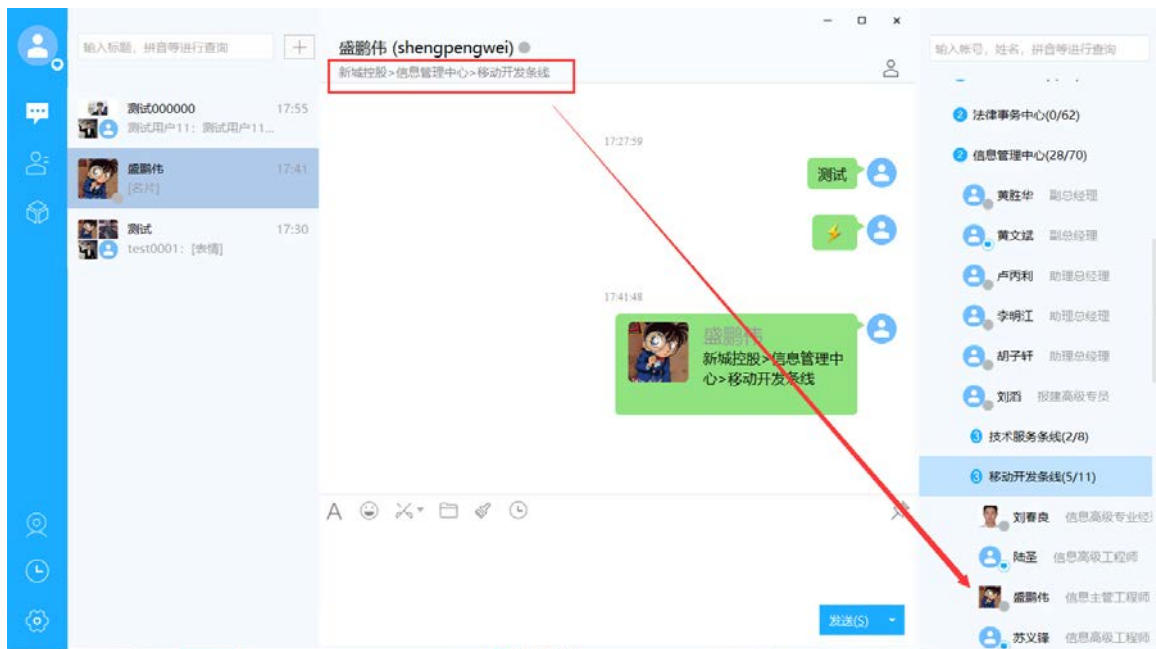 输入标题，拼音等进行查询
测试000000 17:55
测试用户11：测试用户11...
盛鹏伟 17:41
[名片]
测试 17:30
test0001：[表情]
盛鹏伟 (shengpengwei)
新城控股>信息管理中心>移动开发条线
17:27:59
测试
17:41:48
盛鹏伟
新城控股>信息管理中
心>移动开发条线
发送(S)
输入帐号，姓名，拼音等进行查询
2 法律事务中心(0/62)
2 信息管理中心(28/70)
黄胜华 副总经理
黄文斌 副总经理
卢丙利 助理总经理
李明江 助理总经理
胡子轩 助理总经理
刘滔 报建高级专员
3 技术服务条线(2/8)
3 移动开发条线(5/11)
刘春良 信息高级专业经
陆圣 信息高级工程师
盛鹏伟 信息主管工程师
苏义锋 信息高级工程师